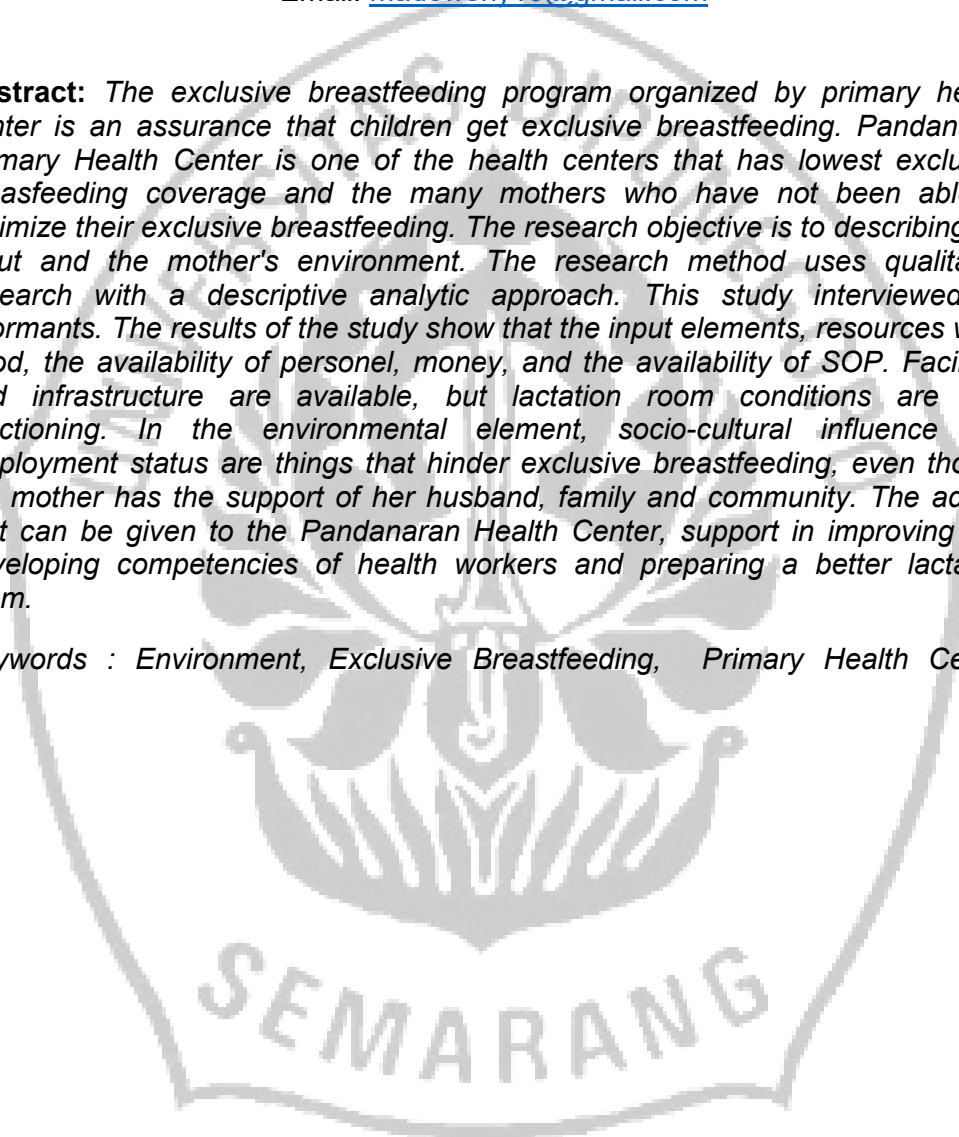 Email:
stract: The exclusive breastfeeding program organized by primary he
nter is an assurance that children get exclusive breastfeeding. Pandana
mary Health Center is one of the health centers that has lowest exclu
easfeeding coverage and the many mothers who have not been able
imize their exclusive breastfeeding. The research objective is to describing
ut and the mother's environment. The research method uses qualita
earch with a descriptive analytic approach. This study interviewed
ormants. The results of the study show that the input elements, resources w
od, the availability of personel, money, and the availability of SOP. Facil
d infrastructure are available, but lactation room conditions are
ctioning. In the environmental element, socio-cultural influence
ployment status are things that hinder exclusive breastfeeding, even tho
mother has the support of her husband, family and community. The ad
t can be given to the Pandanaran Health Center, support in improving
veloping competencies of health workers and preparing a better lacta
m.
ywords : Environment, Exclusive Breastfeeding, Primary Health Ce
UNIVERSITAS DIPONEGORO
SEMARANG